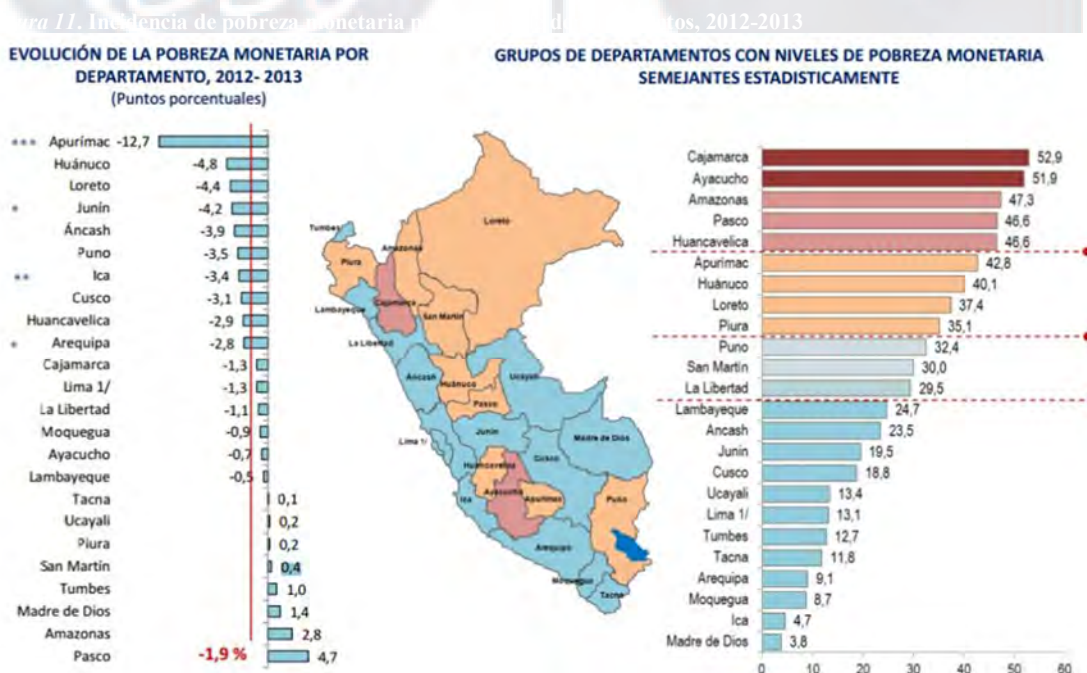 Figura 11. Incidencia de pobreza monetaria p
tos, 2012-2013
EVOLUCIÓN DE LA POBREZA MONETARIA POR
DEPARTAMENTO, 2012- 2013
(Puntos porcentuales)
*** Apurímac -12,7
Huánuco -4,8
Loreto -4,4
* Junín -4,2
Áncash -3,9
Puno -3,5
** Ica -3,4
Cusco -3,1
Huancavelica -2,9
* Arequipa -2,8
Cajamarca -1,3
Lima 1/ -1,3
La Libertad -1,1
Moquegua -0,9
Ayacucho -0,7
Lambayeque -0,5
Tacna 0,1
Ucayali 0,2
Piura 0,2
San Martín 0,4
Tumbes 1,0
Madre de Dios 1,4
Amazonas 2,8
Pasco 4,7
-1,9 %
GRUPOS DE DEPARTAMENTOS CON NIVELES DE POBREZA MONETARIA
SEMEJANTES ESTADISTICAMENTE
Loreto
Tumbes
Amazonas
Piura
Cajamarca
Lambayeque
San Martín
La Libertad
Ancash
Ucayali
Huánuco
Pasco
Junín
Madre de Dios
Lima 1/
Cusco
Huancavelica
Ayacucho
Apurímac
Puno
Ica
Arequipa
Moquegua
Tacna
Cajamarca 52,9
Ayacucho 51,9
Amazonas 47,3
Pasco 46,6
Huancavelica 46,6
Apurímac 42,8
Huánuco 40,1
Loreto 37,4
Piura 35,1
Puno 32,4
San Martín 30,0
La Libertad 29,5
Lambayeque 24,7
Ancash 23,5
Junín 19,5
Cusco 18,8
Ucayali 13,4
Lima 1/ 13,1
Tumbes 12,7
Tacna 11,8
Arequipa 9,1
Moquegua 8,7
Ica 4,7
Madre de Dios 3,8
0 10 20 30 40 50 60